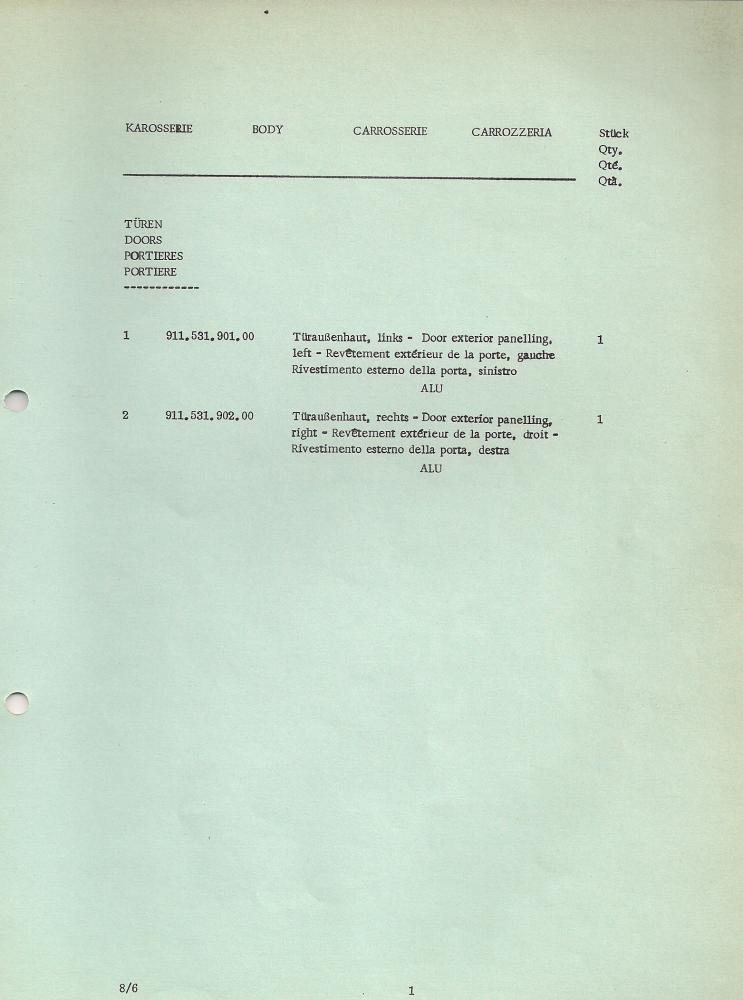 KAROSSERIE BODY CARROSSERIE CARROZZERIA Stück
Qty.
Qté.
Qtà.
TÜREN
DOORS
PORTIERES
PORTIERE
------------
1 911.531.901.00 Türaußenhaut, links - Door exterior panelling, 1
left - Revêtement extérieur de la porte, gauche
Rivestimento esterno della porta, sinistro
ALU
2 911.531.902.00 Türaußenhaut, rechts - Door exterior panelling, 1
right - Revêtement extérieur de la porte, droit -
Rivestimento esterno della porta, destra
ALU
8/6 1